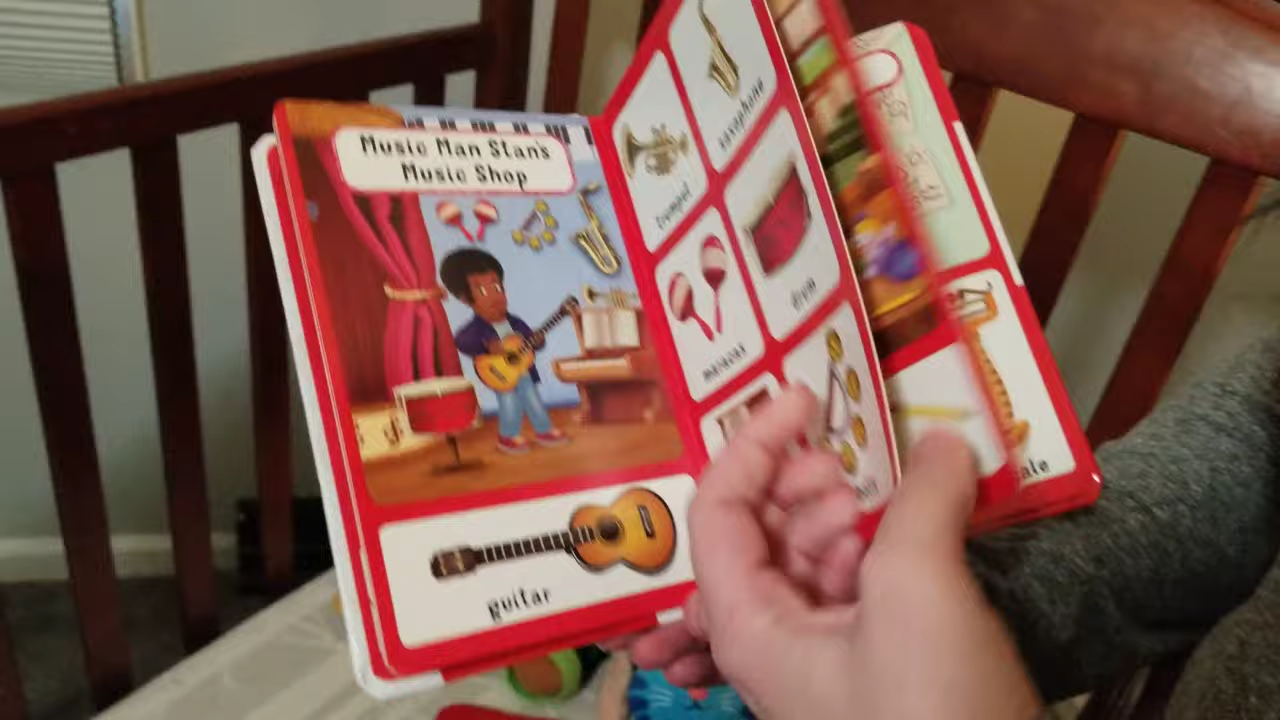 Music Man Stan's
Music Shop
guitar
saxophone
trumpet
drum
maracas